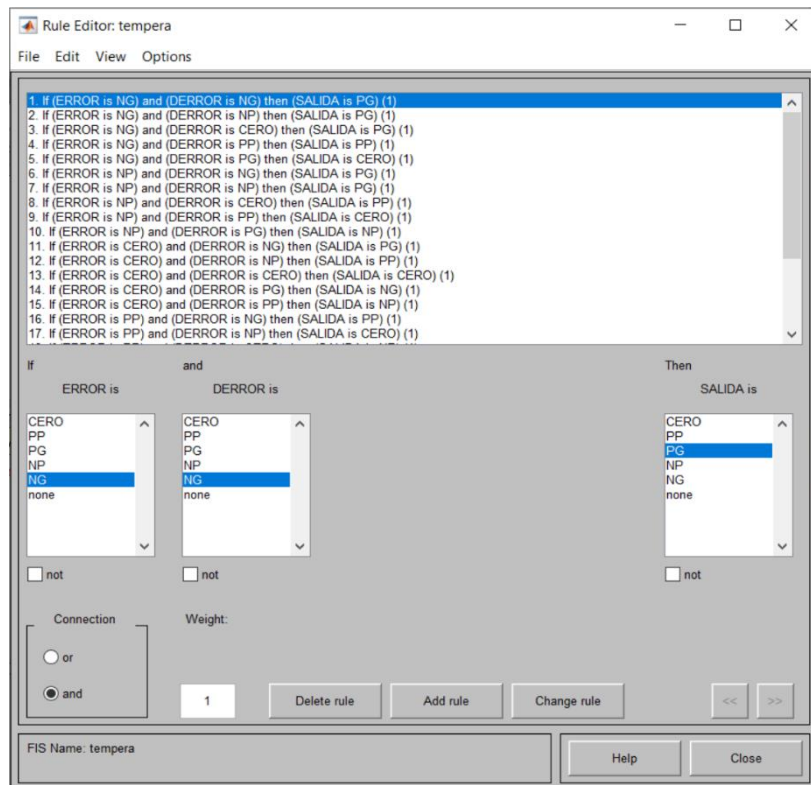 Rule Editor: tempera
File Edit View Options
1. If (ERROR is NG) and (DERROR is NG) then (SALIDA is PG) (1)
2. If (ERROR is NG) and (DERROR is NP) then (SALIDA is PG) (1)
3. If (ERROR is NG) and (DERROR is CERO) then (SALIDA is PG) (1)
4. If (ERROR is NG) and (DERROR is PP) then (SALIDA is PP) (1)
5. If (ERROR is NG) and (DERROR is PG) then (SALIDA is CERO) (1)
6. If (ERROR is NP) and (DERROR is NG) then (SALIDA is PG) (1)
7. If (ERROR is NP) and (DERROR is NP) then (SALIDA is PG) (1)
8. If (ERROR is NP) and (DERROR is CERO) then (SALIDA is PP) (1)
9. If (ERROR is NP) and (DERROR is PP) then (SALIDA is CERO) (1)
10. If (ERROR is NP) and (DERROR is PG) then (SALIDA is NP) (1)
11. If (ERROR is CERO) and (DERROR is NG) then (SALIDA is PG) (1)
12. If (ERROR is CERO) and (DERROR is NP) then (SALIDA is PP) (1)
13. If (ERROR is CERO) and (DERROR is CERO) then (SALIDA is CERO) (1)
14. If (ERROR is CERO) and (DERROR is PG) then (SALIDA is NG) (1)
15. If (ERROR is CERO) and (DERROR is PP) then (SALIDA is NP) (1)
16. If (ERROR is PP) and (DERROR is NG) then (SALIDA is PP) (1)
17. If (ERROR is PP) and (DERROR is NP) then (SALIDA is CERO) (1)
If and Then
ERROR is DERROR is SALIDA is
CERO CERO CERO
PP PP PP
PG PG PG
NP NP NP
NG NG NG
none none none
not not not
Connection Weight:
or
and 1 Delete rule Add rule Change rule << >>
FIS Name: tempera Help Close